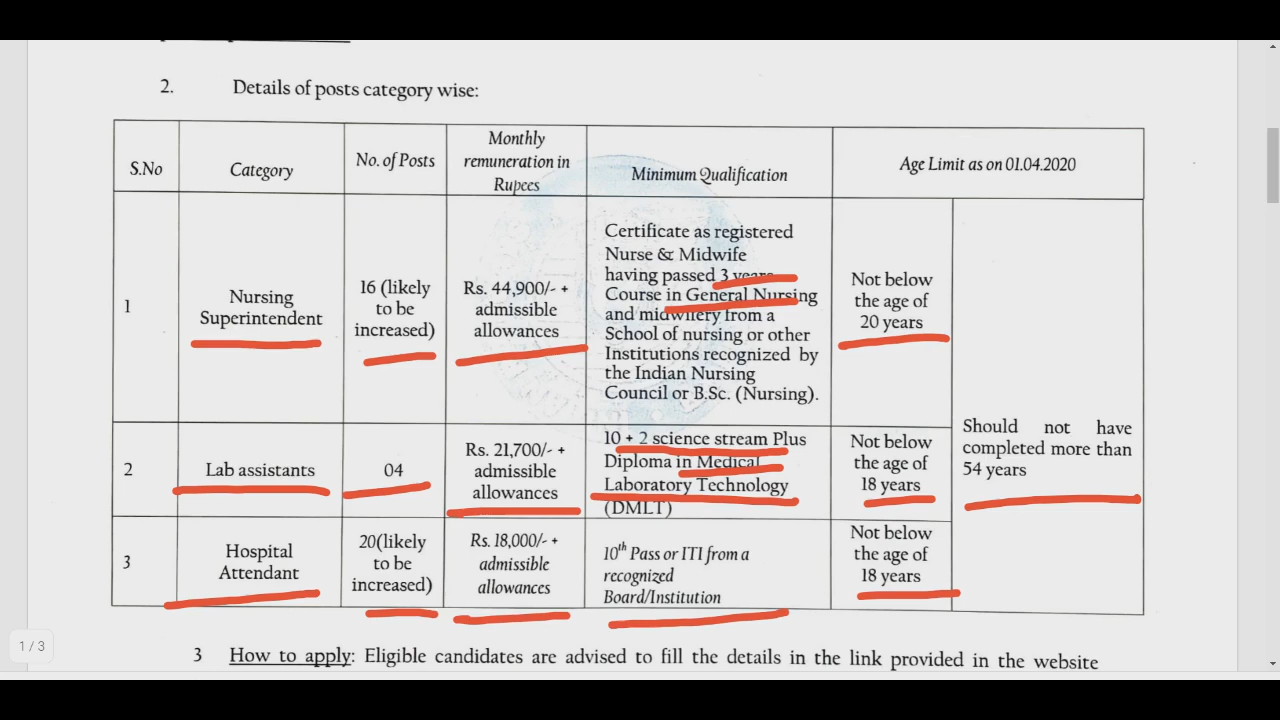 2. Details of posts category wise:
S.No Category No. of Posts Monthly remuneration in Rupees Minimum Qualification Age Limit as on 01.04.2020
1
Nursing
Superintendent
16 (likely
to be
increased)
Rs. 44,900/- +
admissible
allowances
Certificate as registered
Nurse & Midwife
having passed 3 years
Course in General Nursing
and midwifery from a
School of nursing or other
Institutions recognized by
the Indian Nursing
Council or B.Sc. (Nursing).
Not below
the age of
20 years
Should not have
completed more than
54 years
2
Lab assistants
04
Rs. 21,700/- +
admissible
allowances
10 + 2 science stream Plus
Diploma in Medical
Laboratory Technology
(DMLT)
Not below
the age of
18 years
3
Hospital
Attendant
20(likely
to be
increased)
Rs. 18,000/- +
admissible
allowances
10th Pass or ITI from a
recognized
Board/Institution
Not below
the age of
18 years
3 How to apply: Eligible candidates are advised to fill the details in the link provided in the website
1 / 3